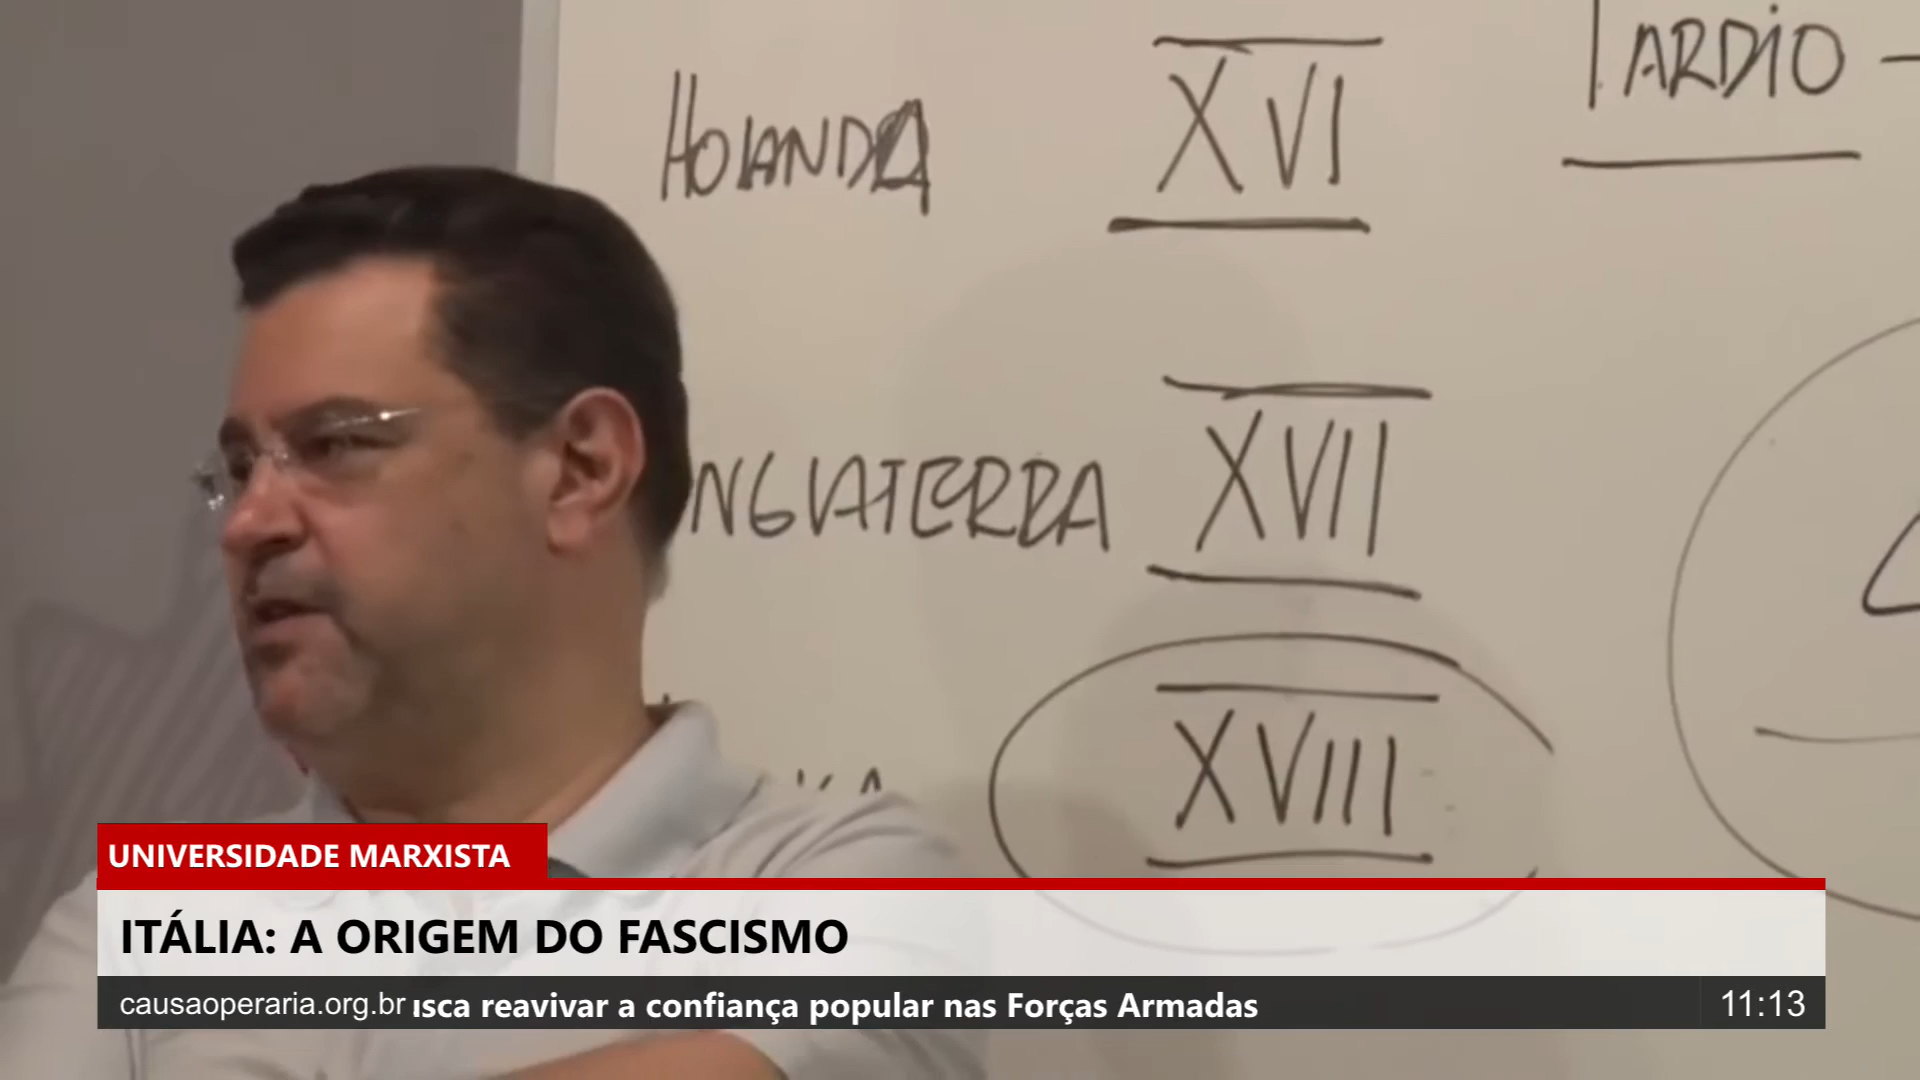 HOLANDA XVI TARDIO -
INGLATERRA XVII
XVIII
UNIVERSIDADE MARXISTA
ITÁLIA: A ORIGEM DO FASCISMO
causaoperaria.org.br reavivar a confiança popular nas Forças Armadas 11:13